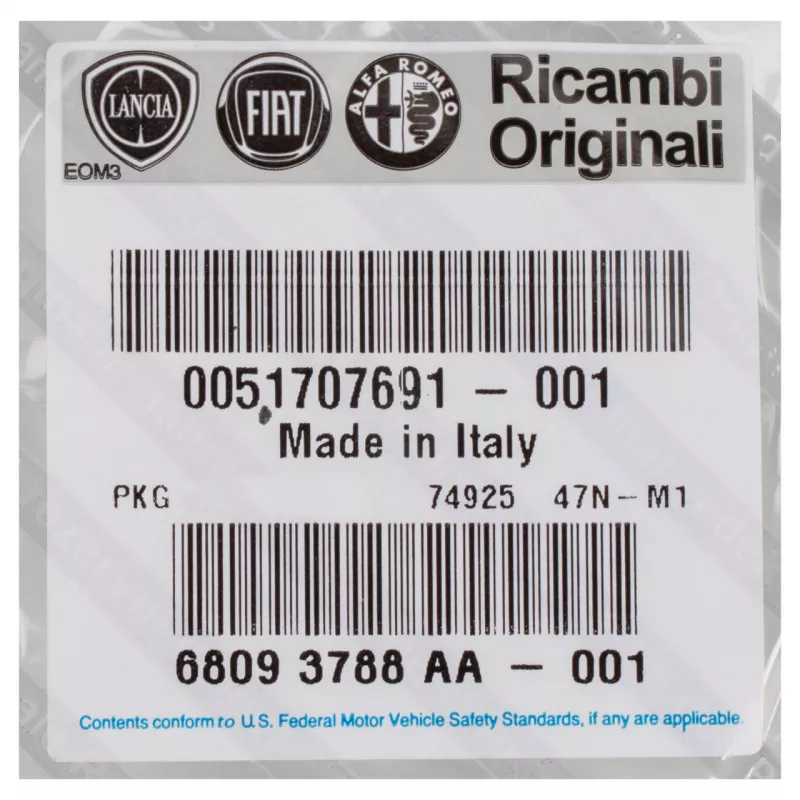 LANCIA FIAT ALFA ROMEO Ricambi
Originali
EOM3
0051707691 - 001
Made in Italy
PKG 74925 47N-M1
6809 3788 AA - 001
Contents conform to U.S. Federal Motor Vehicle Safety Standards, if any are applicable.